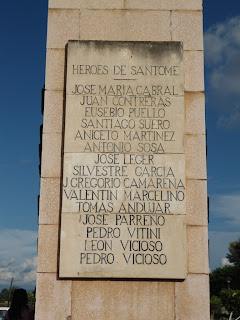 HEROES DE SANTOME
JOSE MARIA CABRAL
JUAN CONTRERAS
EUSEBIO PUELLO
SANTIAGO SUERO
ANICETO MARTINEZ
ANTONIO SOSA
JOSE LEGER
SILVESTRE GARCIA
J GREGORIO CAMARENA
VALENTIN MARCELINO
TOMAS ANDUJAR
JOSE PARREÑO
PEDRO VITINI
LEON VICIOSO
PEDRO VICIOSO